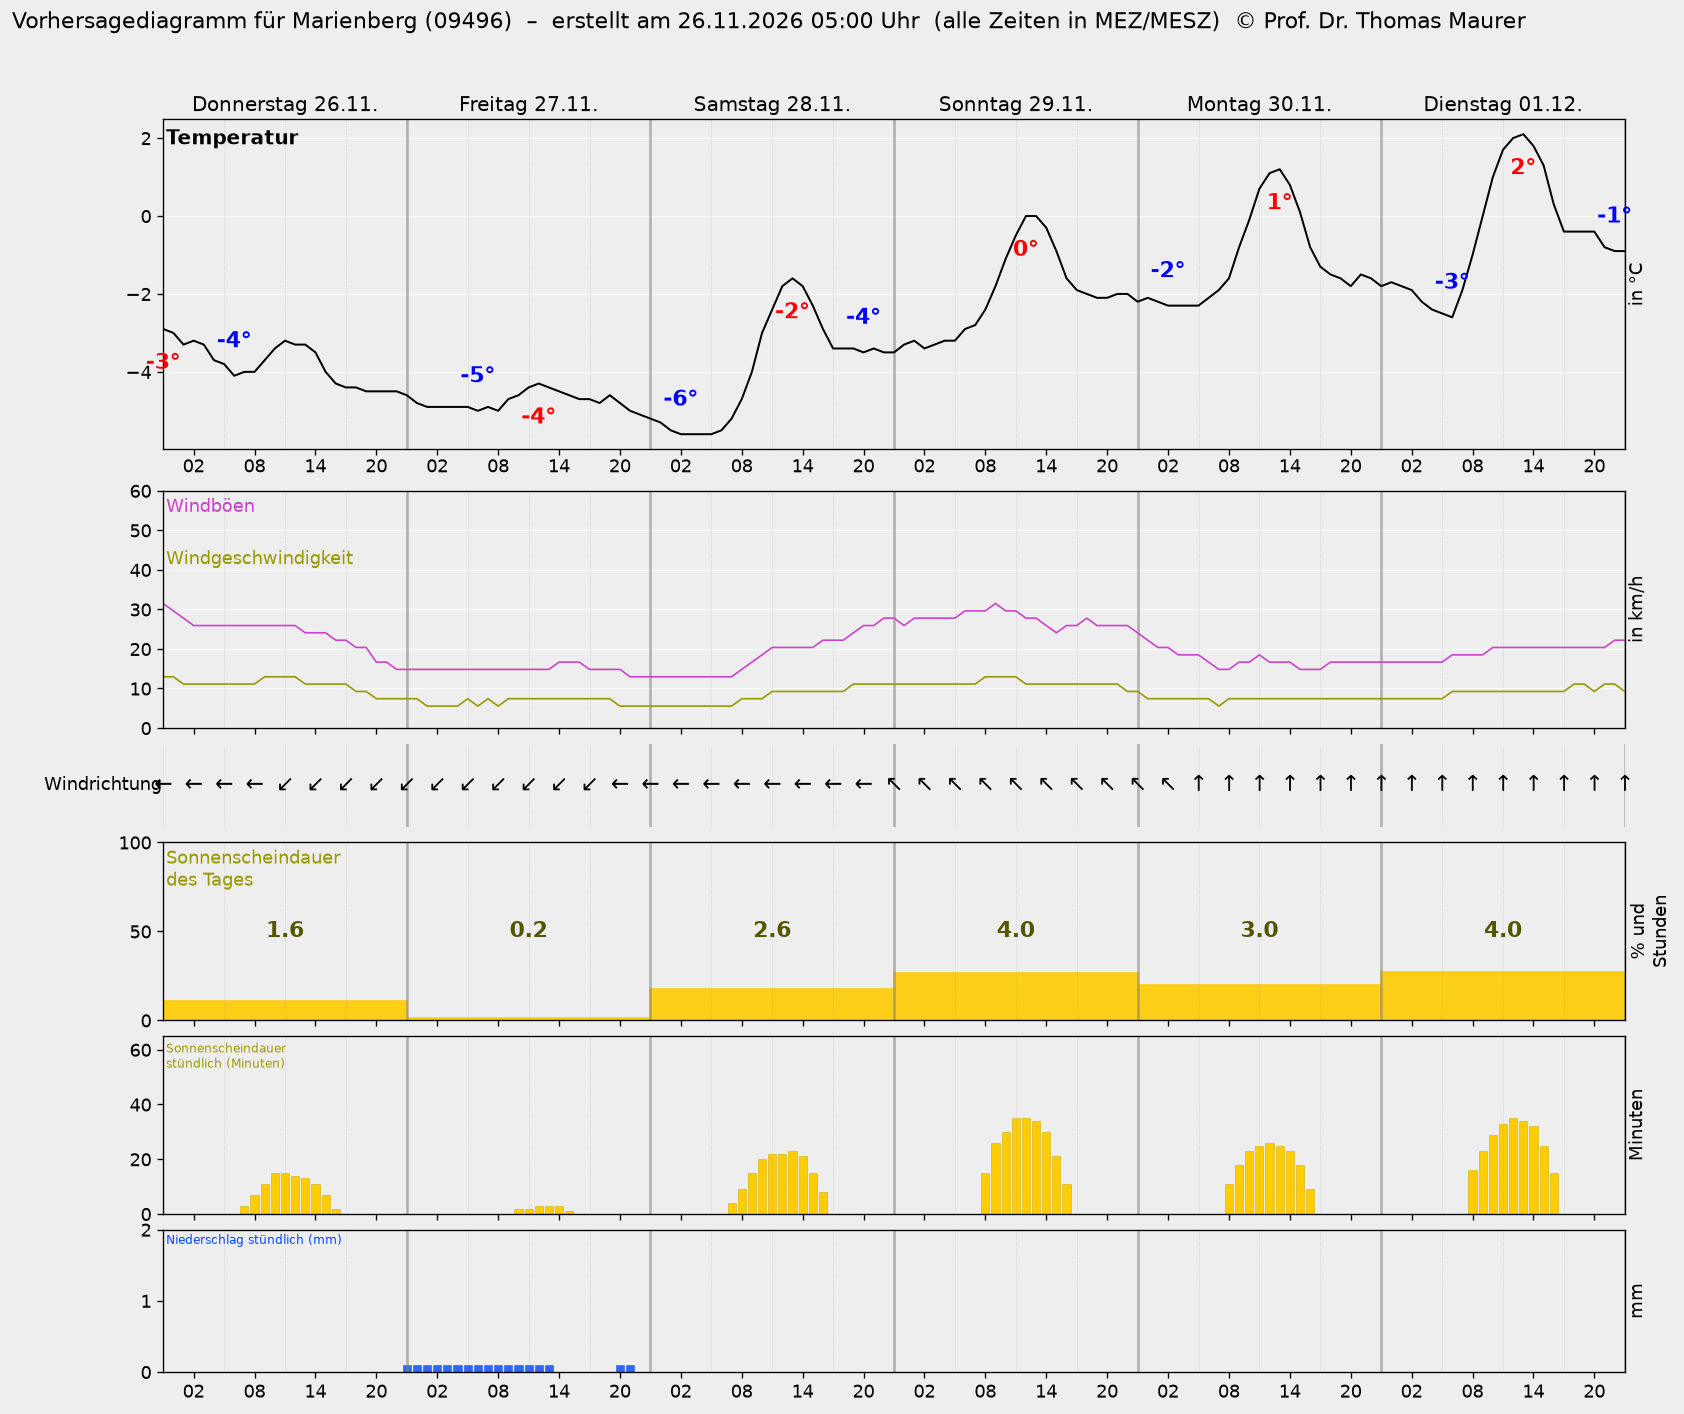 Vorhersagediagramm für Marienberg (09496)  –  erstellt am 26.11.2026 05:00 Uhr  (alle Zeiten in MEZ/MESZ)  © Prof. Dr. Thomas Maurer
Donnerstag 26.11. Freitag 27.11. Samstag 28.11. Sonntag 29.11. Montag 30.11. Dienstag 01.12.
Temperatur
2
0
−2
−4
-3° -4° -5° -4° -6° -2° -4° 0° -2° 1° -3° 2° -1°
in °C
02 08 14 20 02 08 14 20 02 08 14 20 02 08 14 20 02 08 14 20 02 08 14 20
Windböen
Windgeschwindigkeit
60
50
40
30
20
10
0
in km/h
Windrichtung
← ← ← ← ↙ ↙ ↙ ↙ ↙ ↙ ↙ ↙ ↙ ↙ ↙ ← ← ← ← ← ← ← ← ← ↖ ↖ ↖ ↖ ↖ ↖ ↖ ↖ ↖ ↖ ↑ ↑ ↑ ↑ ↑ ↑ ↑ ↑ ↑ ↑ ↑ ↑ ↑ ↑ ↑
Sonnenscheindauer
des Tages
100
50
0
1.6 0.2 2.6 4.0 3.0 4.0
% und
Stunden
Sonnenscheindauer
stündlich (Minuten)
60
40
20
0
Minuten
Niederschlag stündlich (mm)
2
1
0
mm
02 08 14 20 02 08 14 20 02 08 14 20 02 08 14 20 02 08 14 20 02 08 14 20